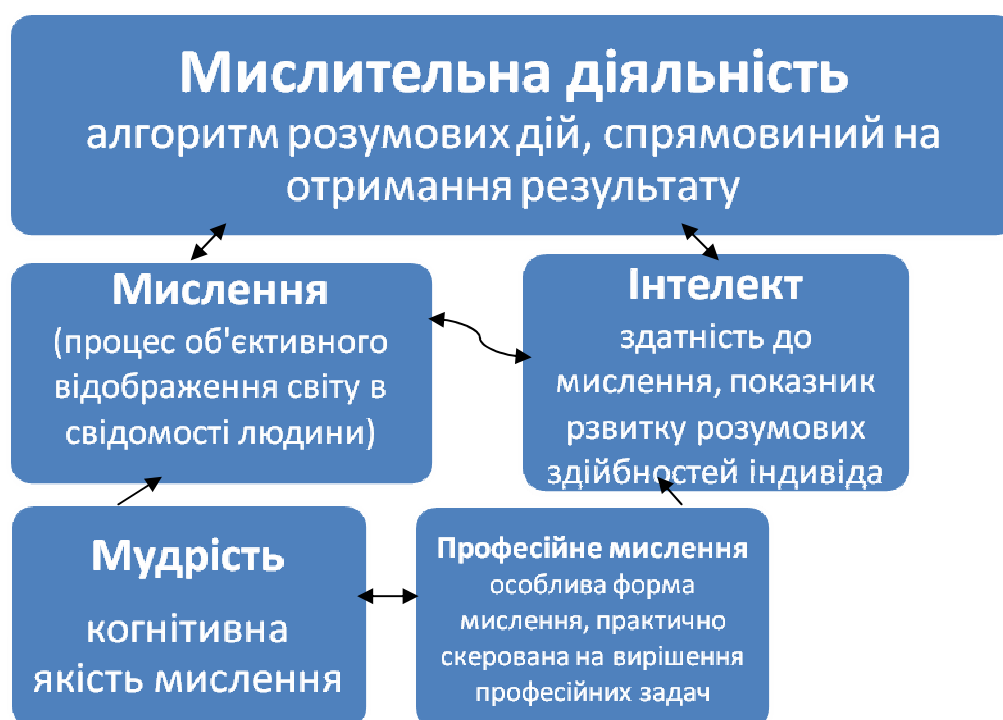 Мислительна діяльність
алгоритм розумових дій, спрямовиний на
отримання результату
Мислення
(процес об'єктивного
відображення світу в
свідомості людини)
Інтелект
здатність до
мислення, показник
рзвитку розумових
здійбностей індивіда
Мудрість
когнітивна
якість мислення
Професійне мислення
особлива форма
мислення, практично
скерована на вирішення
професійних задач